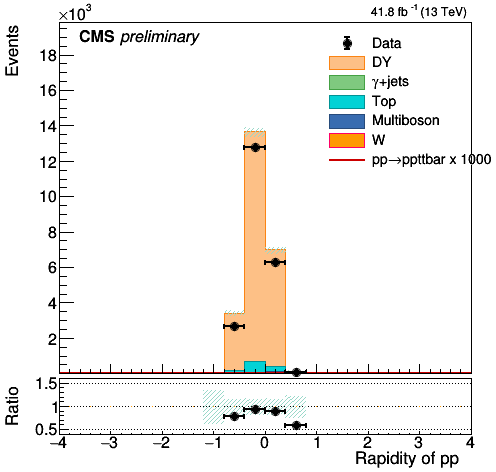 ×10³
41.8 fb⁻¹ (13 TeV)
CMS preliminary
Events
18
16
14
12
10
8
6
4
2
Data
DY
γ+jets
Top
Multiboson
W
pp→ppttbar x 1000
Ratio
1.5
1
0.5
−4 −3 −2 −1 0 1 2 3 4
Rapidity of pp